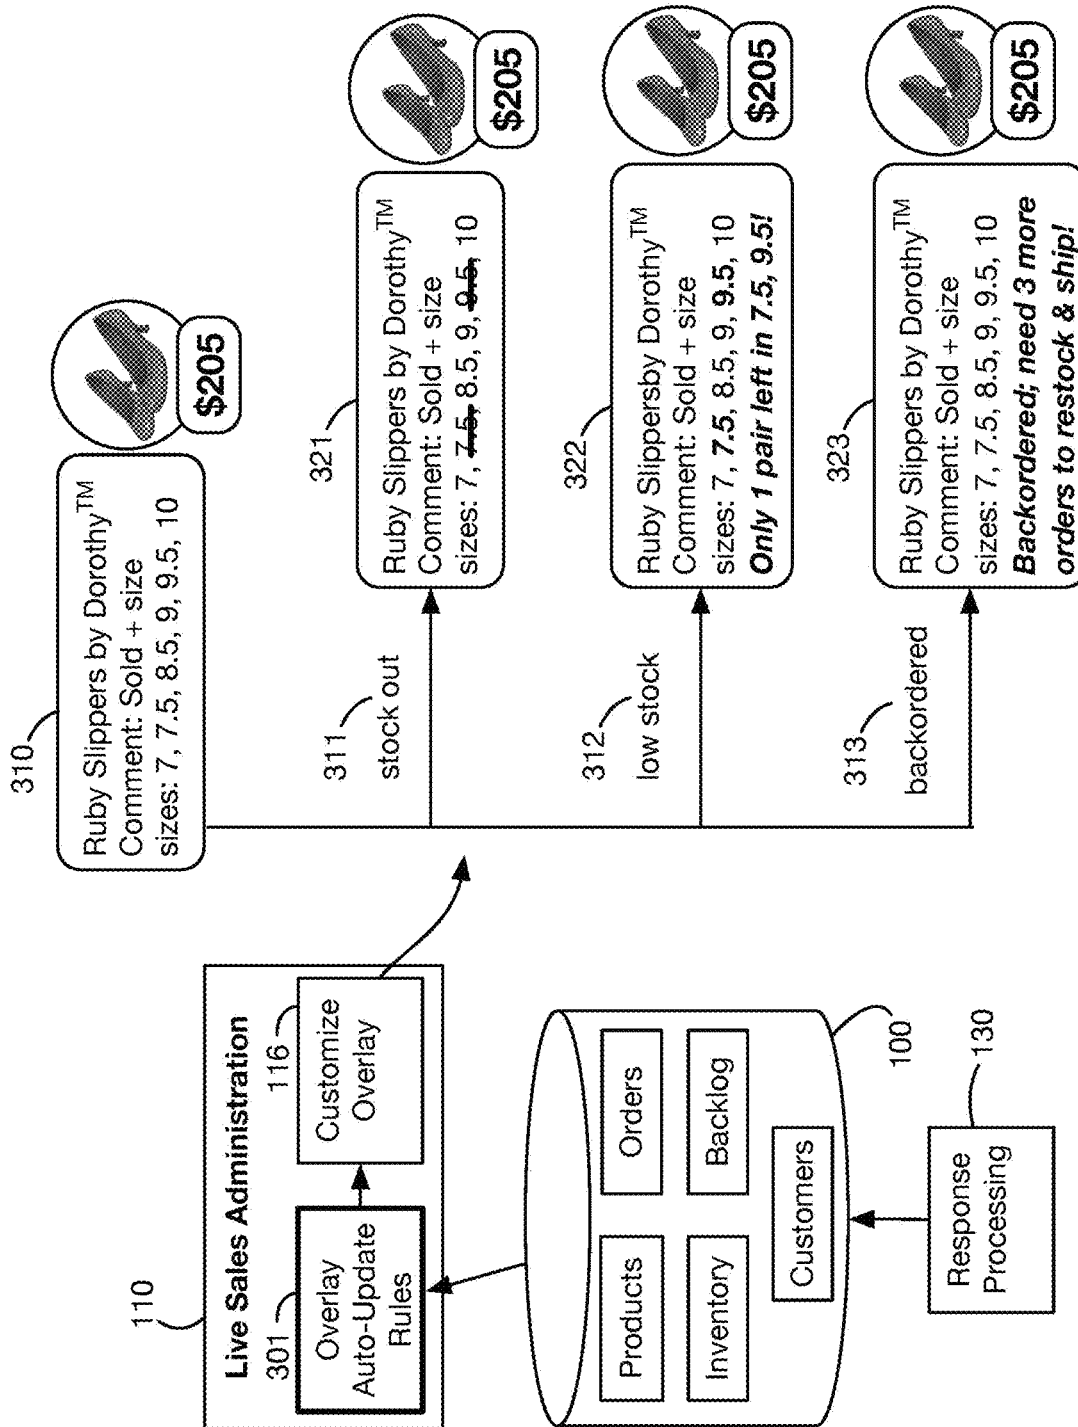 110
Live Sales Administration
301
Overlay
Auto-Update
Rules
116
Customize
Overlay
Products
Orders
Inventory
Backlog
Customers
100
130
Response
Processing
310
Ruby Slippers by Dorothy™
Comment: Sold + size
sizes: 7, 7.5, 8.5, 9, 9.5, 10
$205
311
stock out
321
Ruby Slippers by Dorothy™
Comment: Sold + size
sizes: 7, 7.5, 8.5, 9, 9.5, 10
$205
312
low stock
322
Ruby Slippersby Dorothy™
Comment: Sold + size
sizes: 7, 7.5, 8.5, 9, 9.5, 10
Only 1 pair left in 7.5, 9.5!
$205
313
backordered
323
Ruby Slippers by Dorothy™
Comment: Sold + size
sizes: 7, 7.5, 8.5, 9, 9.5, 10
Backordered; need 3 more
orders to restock & ship!
$205